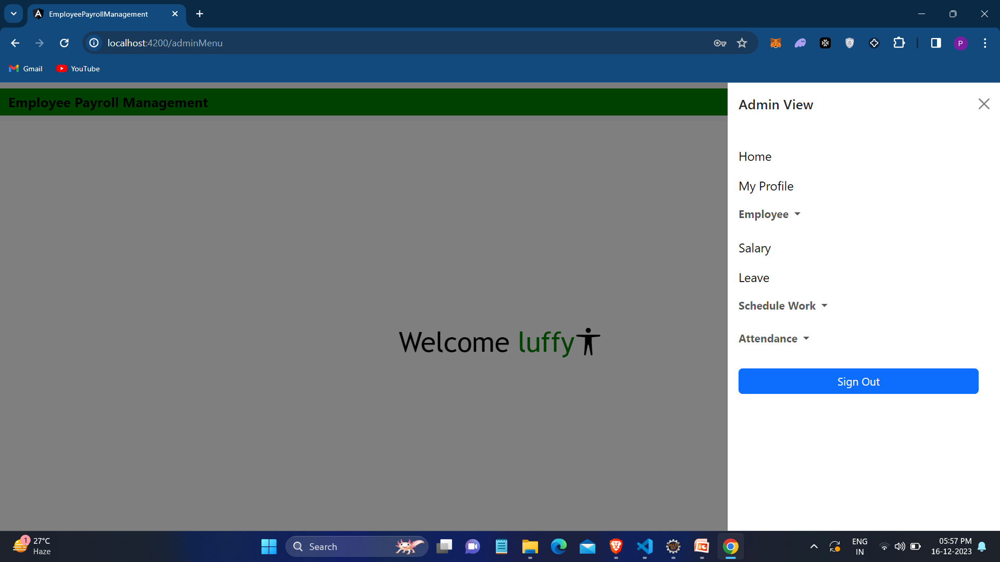 EmployeePayrollManagement
localhost:4200/adminMenu
P
Gmail
YouTube
Employee Payroll Management
Admin View
Home
My Profile
Employee
Salary
Leave
Schedule Work
Welcome luffy
Attendance
Sign Out
1
27°C
Haze
Search
ENG
IN
05:57 PM
16-12-2023